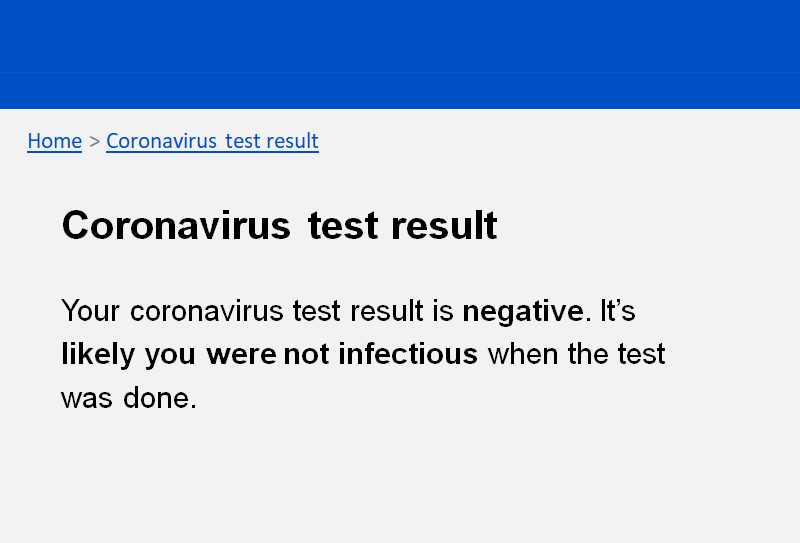 Home > Coronavirus test result
Coronavirus test result
Your coronavirus test result is negative. It’s
likely you were not infectious when the test
was done.